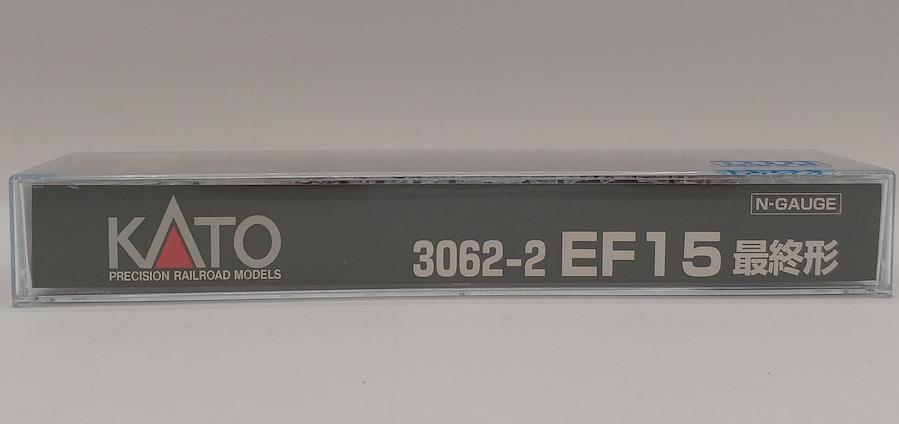 N-GAUGE
KATO
PRECISION RAILROAD MODELS
3062-2 EF15 最終形